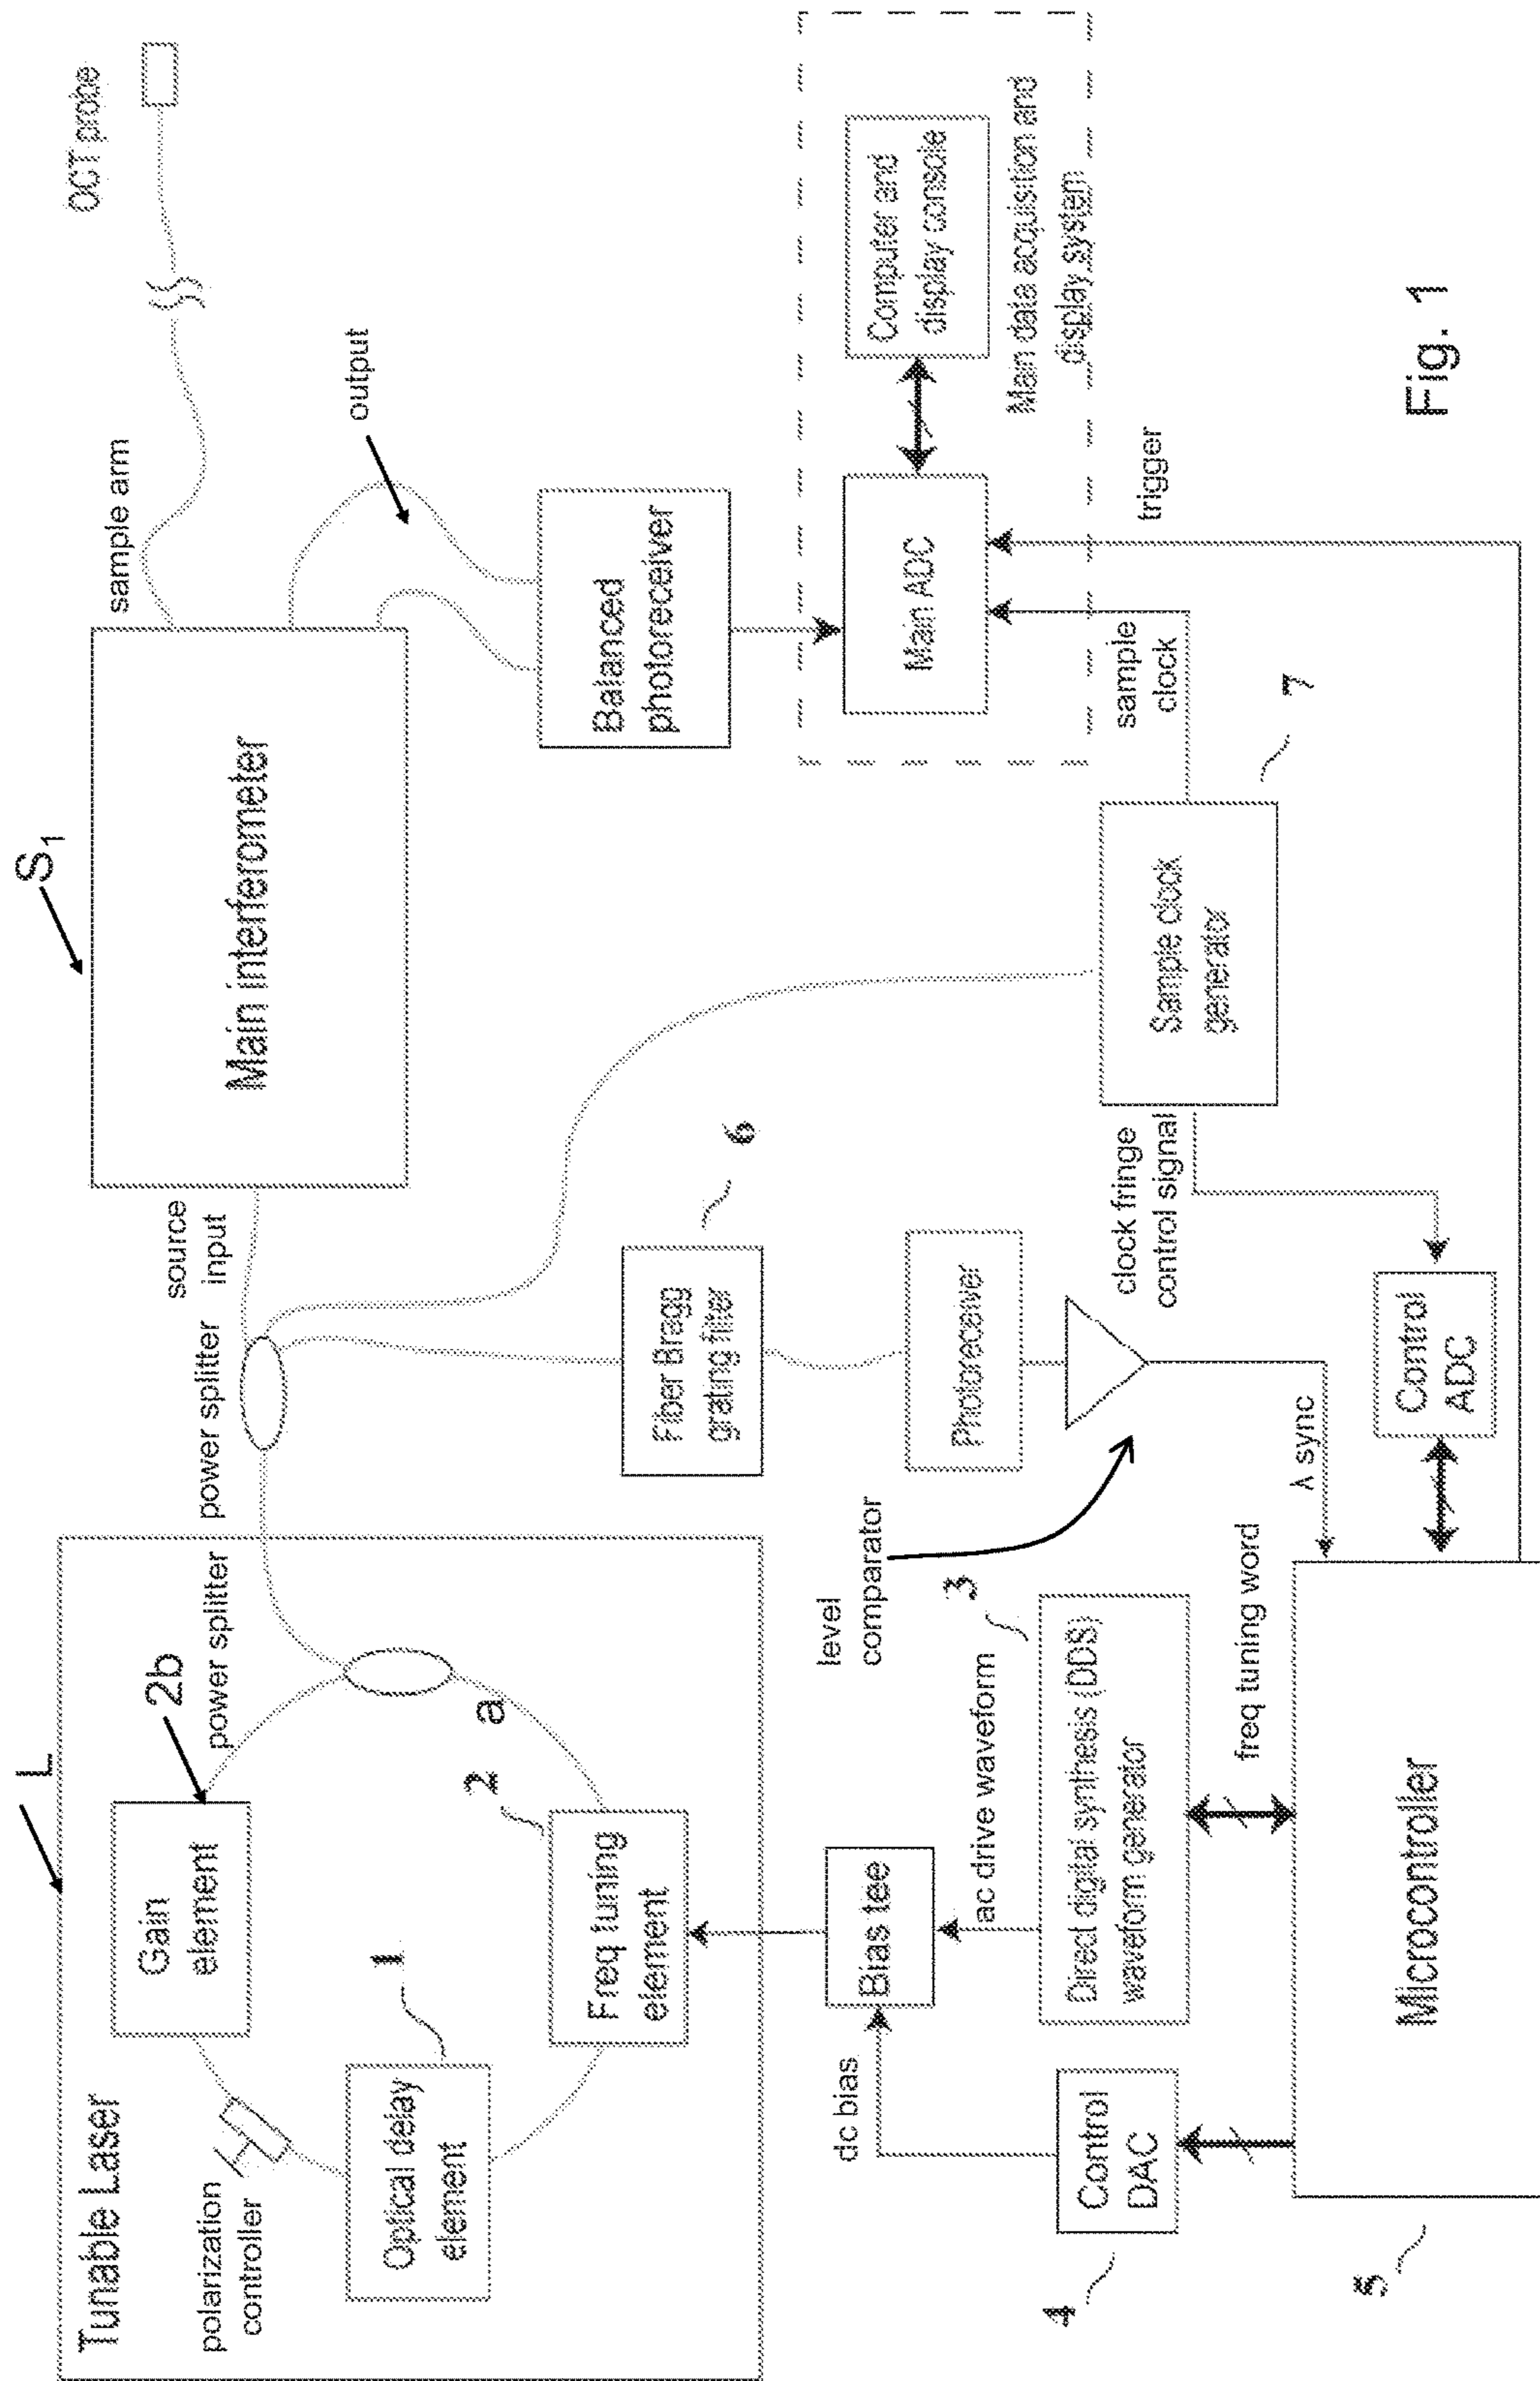 L
Tunable Laser
polarization
controller
Gain
element
2b
power splitter
Optical delay
element
1
Freq tuning
element
2
a
power splitter
source
input
S1
Main interferometer
sample arm
OCT probe
output
Balanced
photoreceiver
Fiber Bragg
grating filter
6
Photoreceiver
level
comparator
λ sync
Bias tee
dc bias
ac drive waveform
Control
DAC
4
Direct digital synthesis (DDS)
waveform generator
3
freq tuning word
Microcontroller
5
Control
ADC
clock fringe
control signal
Sample clock
generator
7
sample
clock
trigger
Main ADC
Computer and
display console
Main data acquisition and
display system
Fig. 1